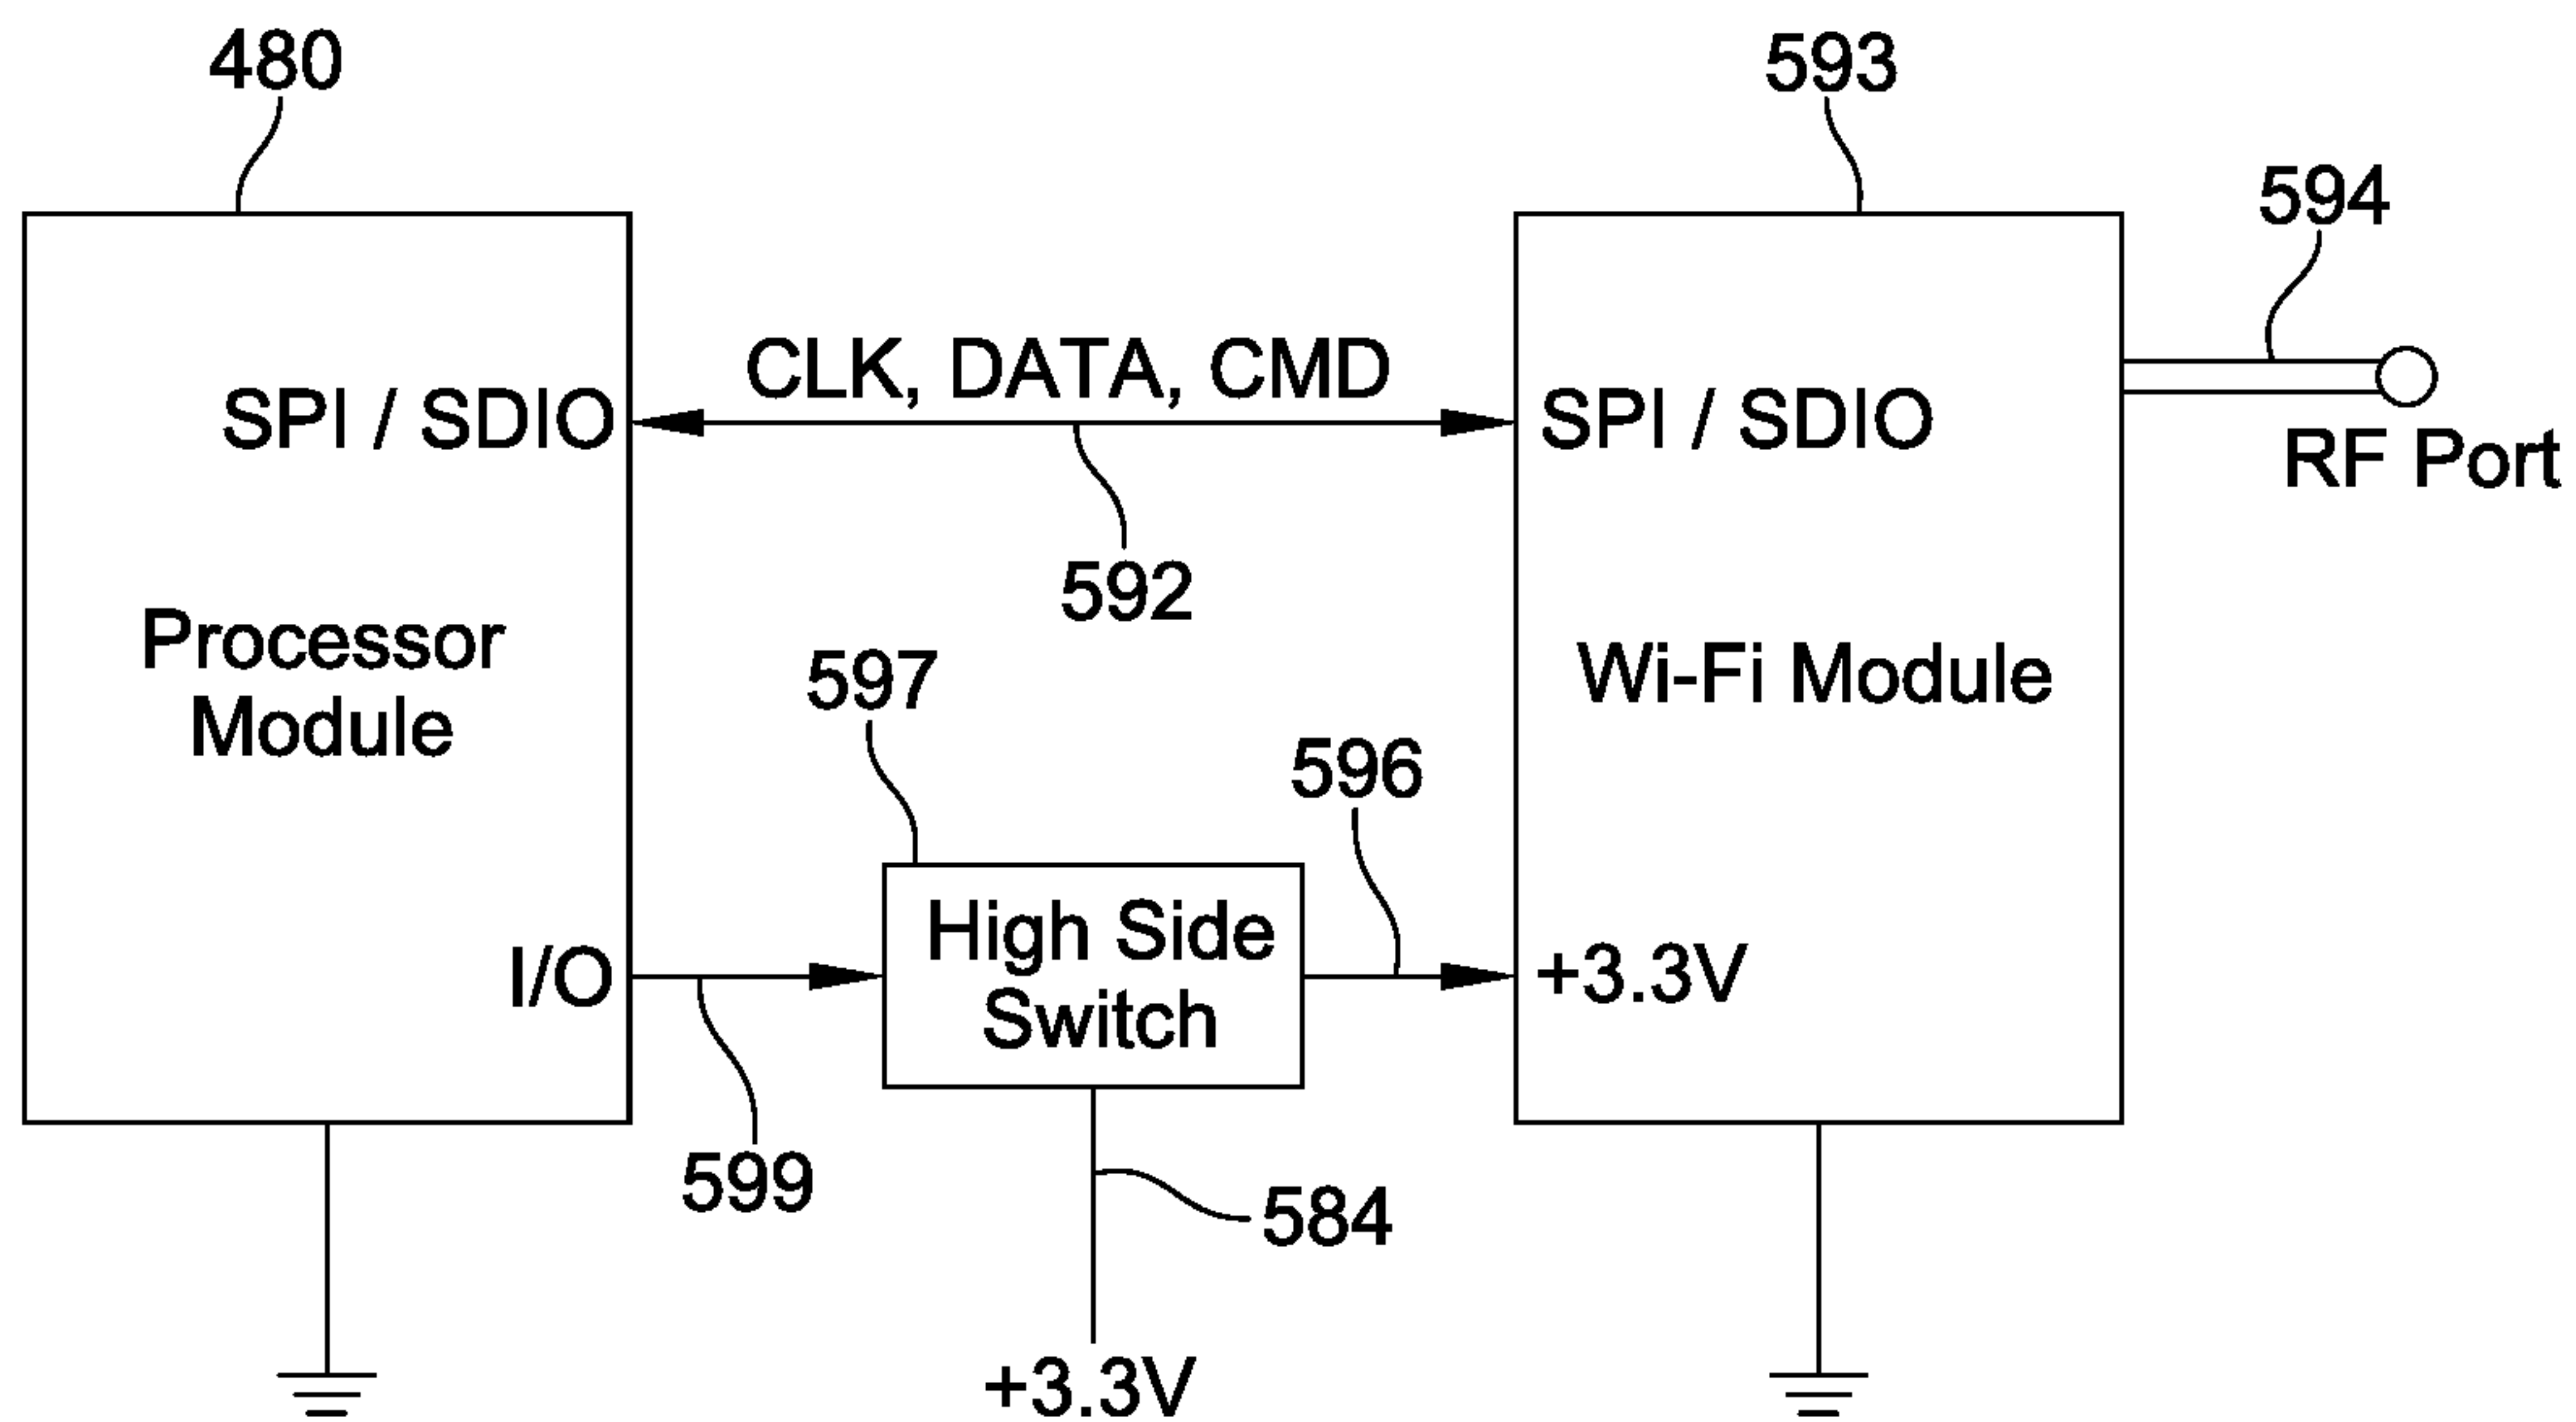 480
593
594
CLK, DATA, CMD
SPI / SDIO
SPI / SDIO
RF Port
592
Processor
Module
Wi-Fi Module
597
596
High Side
Switch
I/O
+3.3V
599
584
+3.3V